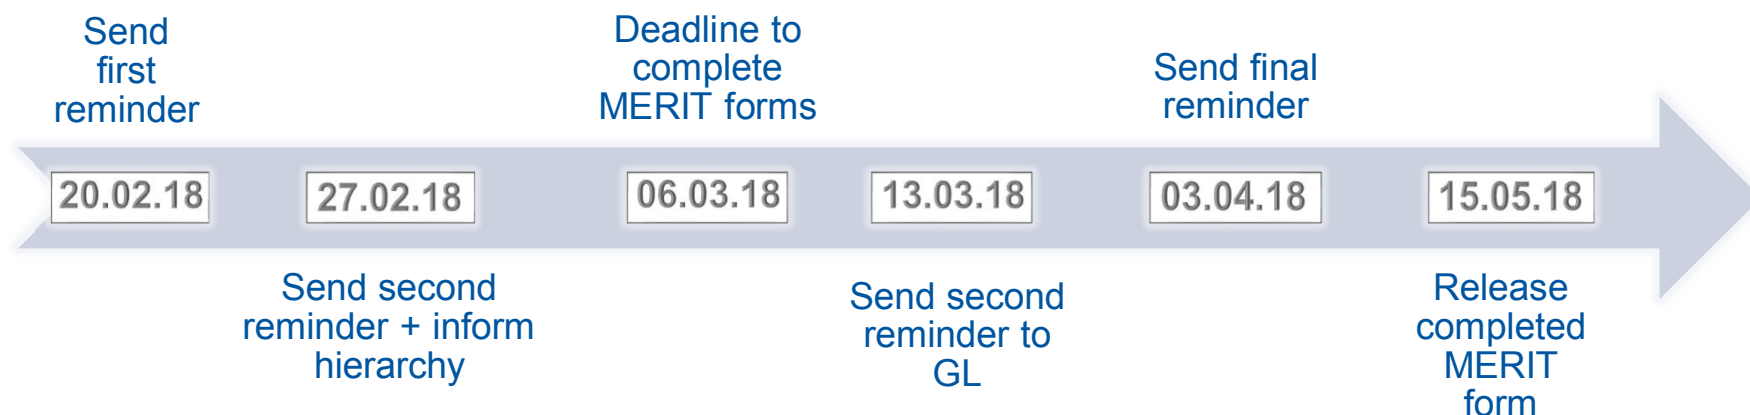 Send
first
reminder
Deadline to
complete
MERIT forms
Send final
reminder
20.02.18
27.02.18
06.03.18
13.03.18
03.04.18
15.05.18
Send second
reminder + inform
hierarchy
Send second
reminder to
GL
Release
completed
MERIT
form